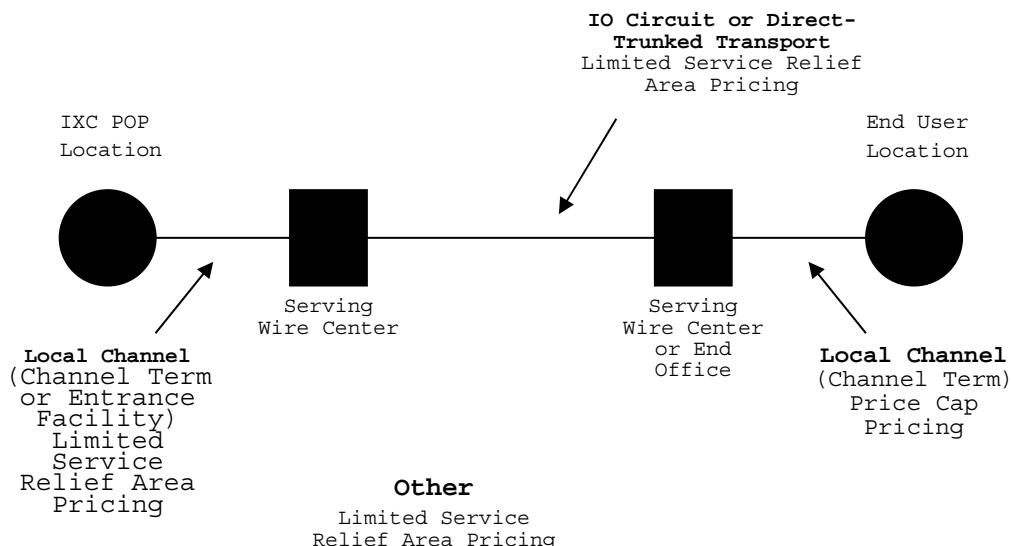 IO Circuit or Direct-
Trunked Transport
Limited Service Relief
Area Pricing
IXC POP
Location
End User
Location
Serving
Wire Center
Serving
Wire Center
or End
Office
Local Channel
(Channel Term
or Entrance
Facility)
Limited
Service
Relief Area
Pricing
Local Channel
(Channel Term)
Price Cap
Pricing
Other
Limited Service
Relief Area Pricing